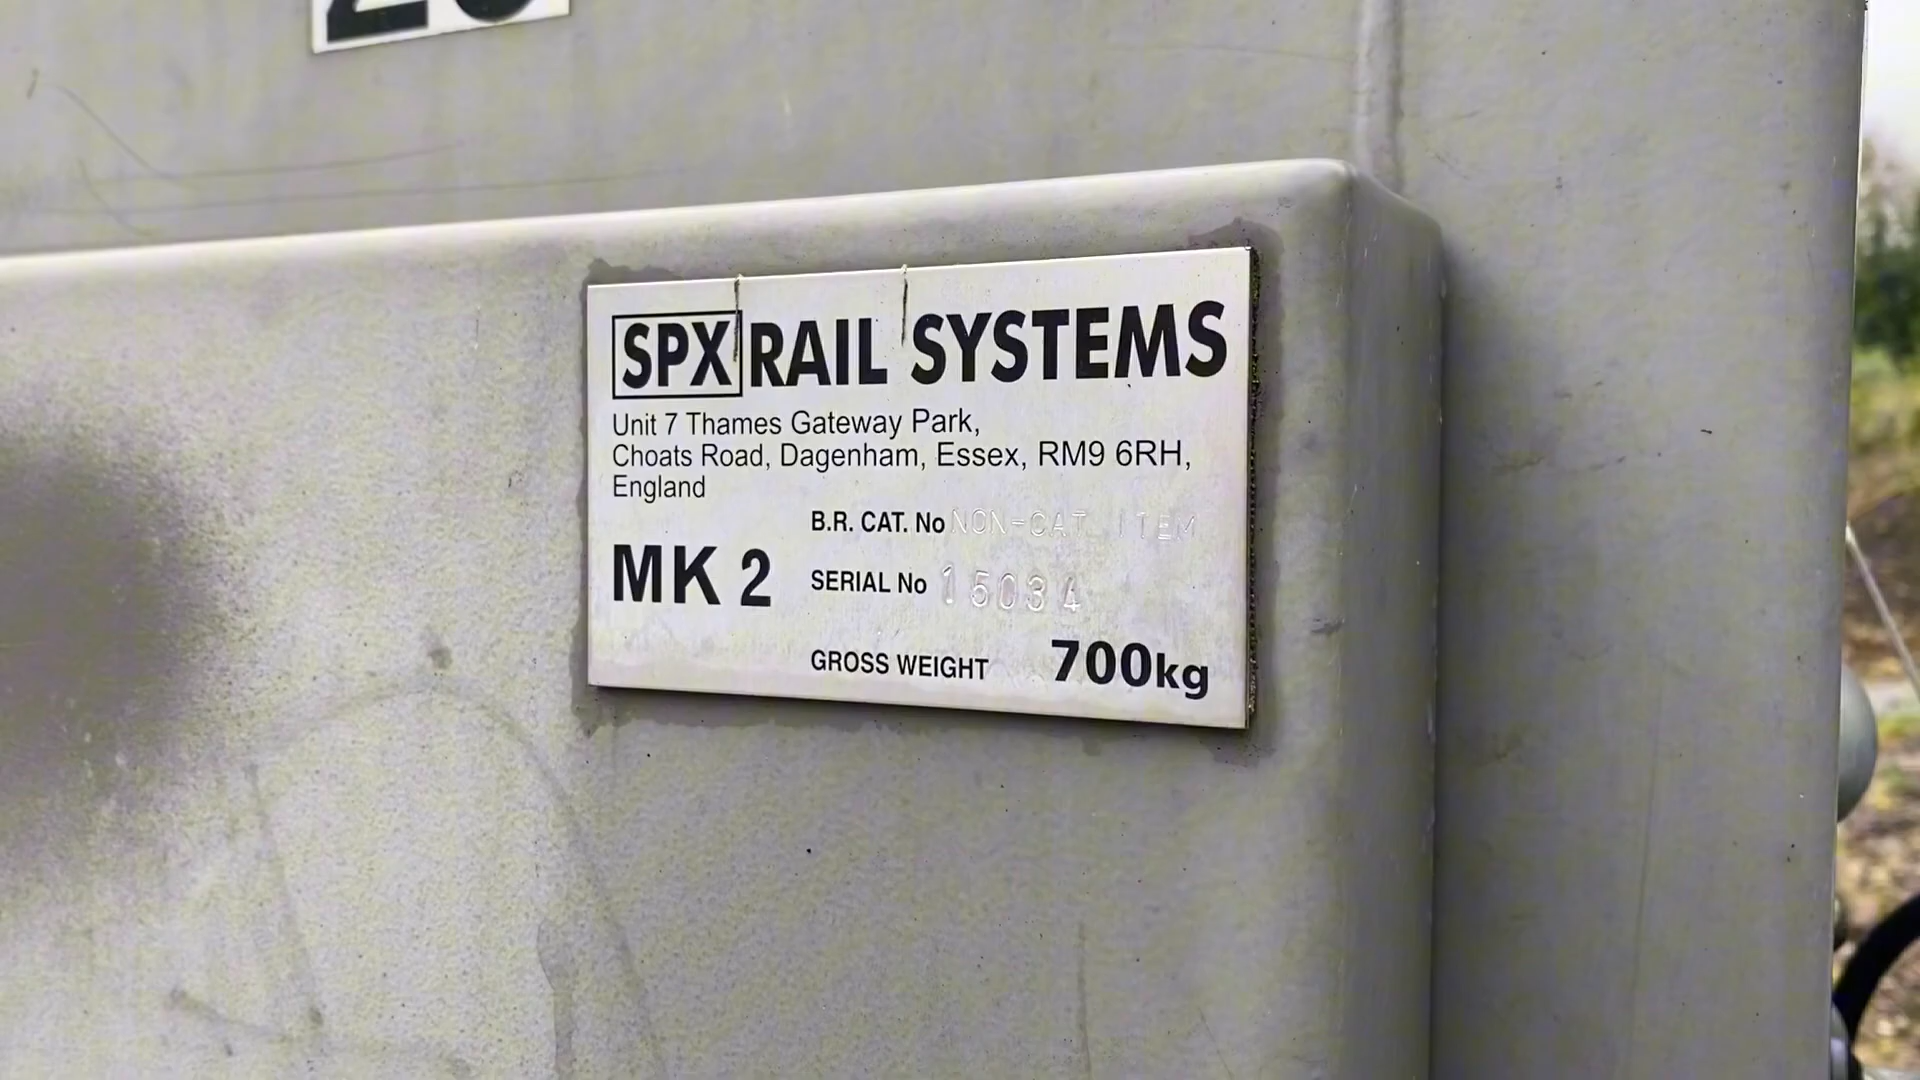 SPX RAIL SYSTEMS
Unit 7 Thames Gateway Park,
Choats Road, Dagenham, Essex, RM9 6RH,
England
B.R. CAT. No NON-CAT ITEM
MK 2 SERIAL No 15034
GROSS WEIGHT 700kg